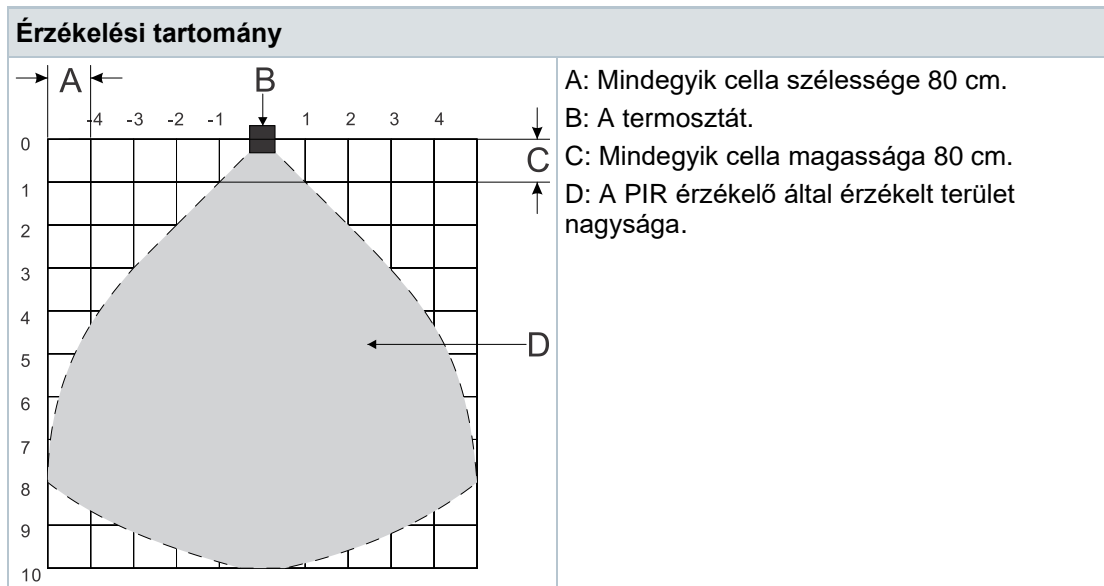 Érzékelési tartomány
A
B
-4 -3 -2 -1 1 2 3 4
0
C
1
2
3
4
D
5
6
7
8
9
10
A: Mindegyik cella szélessége 80 cm.
B: A termosztát.
C: Mindegyik cella magassága 80 cm.
D: A PIR érzékelő által érzékelt terület
nagysága.